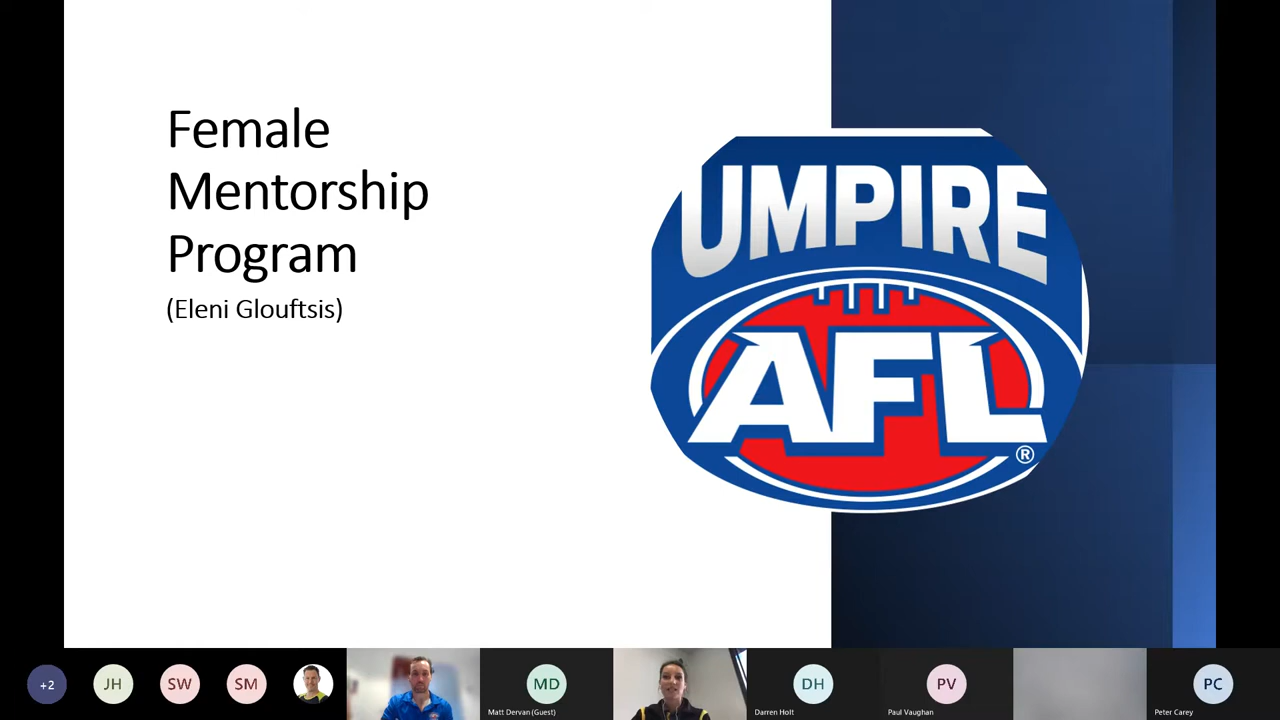 Female
Mentorship
Program
(Eleni Glouftsis)
UMPIRE
AFL
®
+2
JH
SW
SM
MD
Matt Dervan (Guest)
DH
Darren Holt
PV
Paul Vaughan
PC
Peter Carey